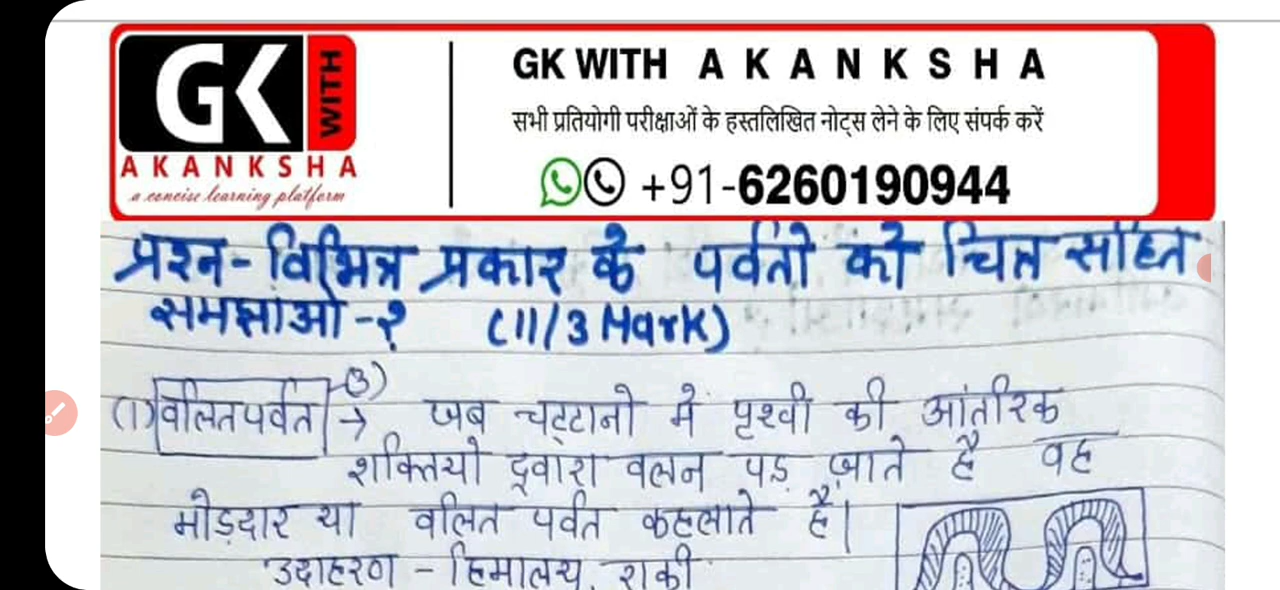 GK WITH
AKANKSHA
a concise learning platform
GK WITH AKANKSHA
सभी प्रतियोगी परीक्षाओं के हस्तलिखित नोट्स लेने के लिए संपर्क करें
+91-6260190944
प्रश्न- विभिन्न प्रकार के पर्वतो को चित्र सहित
समझाओ -? (11/3 Mark)
(1) वलितपर्वत (3) → जब चट्टानो में पृथ्वी की आंतरिक
शक्तियो द्वारा वलन पड़ जाते है वह
मोड़दार या वलित पर्वत कहलाते है।
उदाहरण - हिमालय, राकी